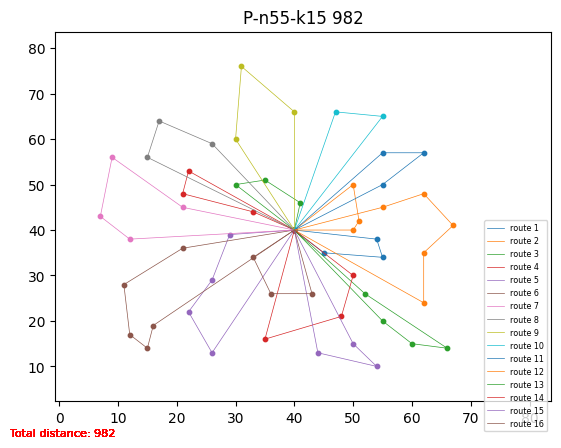 P-n55-k15 982
80
70
60
50
40
30
20
10
0 10 20 30 40 50 60 70 80
route 1
route 2
route 3
route 4
route 5
route 6
route 7
route 8
route 9
route 10
route 11
route 12
route 13
route 14
route 15
route 16
Total distance: 982